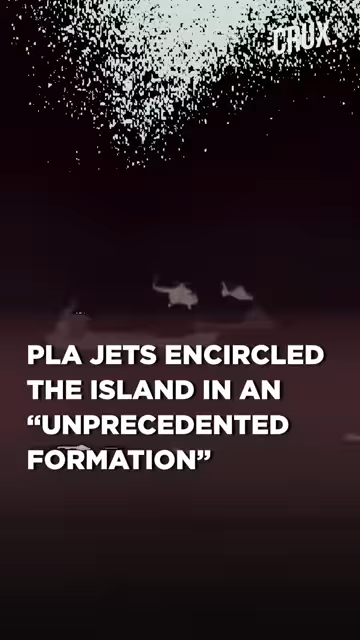 CRUX
PLA JETS ENCIRCLED
THE ISLAND IN AN
“UNPRECEDENTED
FORMATION”